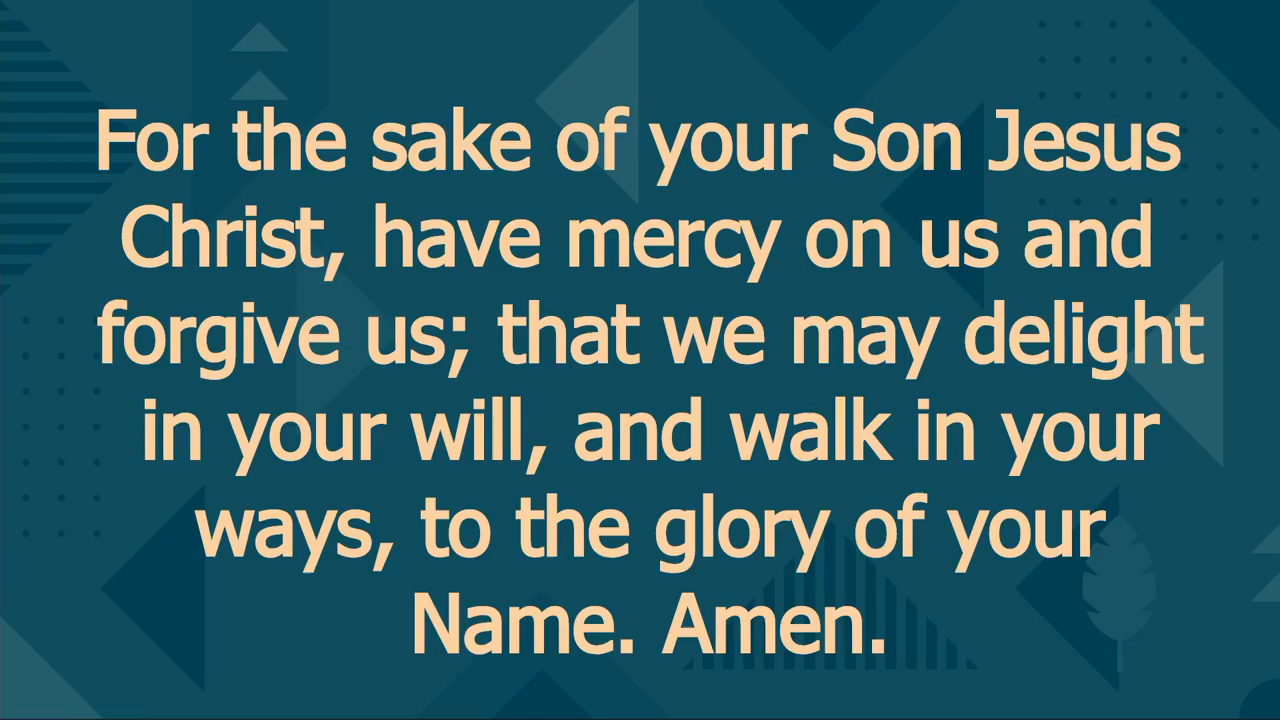 For the sake of your Son Jesus
Christ, have mercy on us and
forgive us; that we may delight
in your will, and walk in your
ways, to the glory of your
Name. Amen.